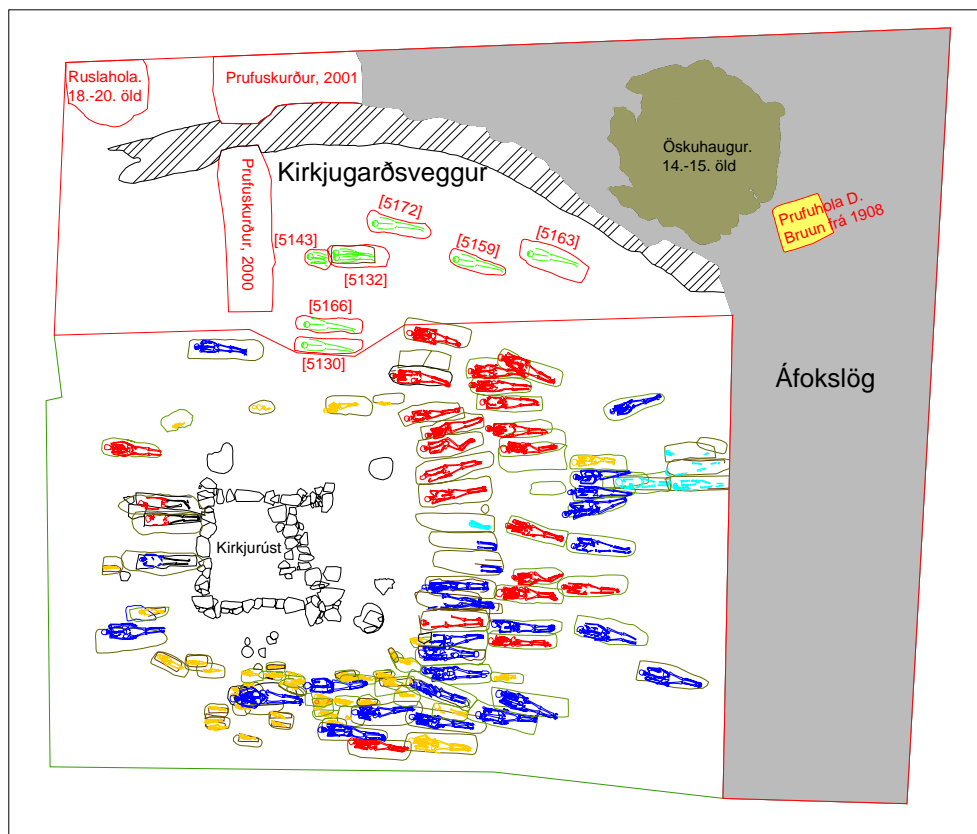 Ruslahola.
18.-20. öld
Prufuskurður, 2001
Öskuhaugur.
14.-15. öld
Prufuskurður, 2000
Kirkjugarðsveggur
Prufuhola D.
Bruun frá 1908
[5172]
[5143]
[5159]
[5163]
[5132]
[5166]
[5130]
Áfokslög
Kirkjurúst